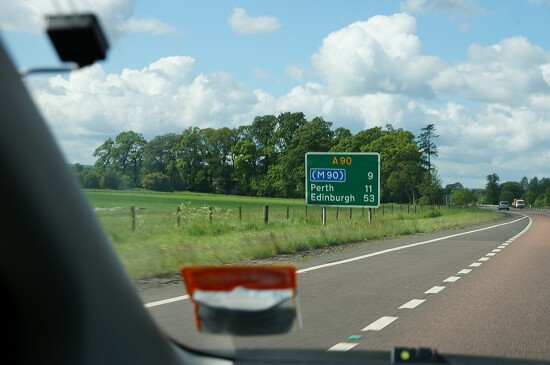 A90
(M90) 9
Perth 11
Edinburgh 53